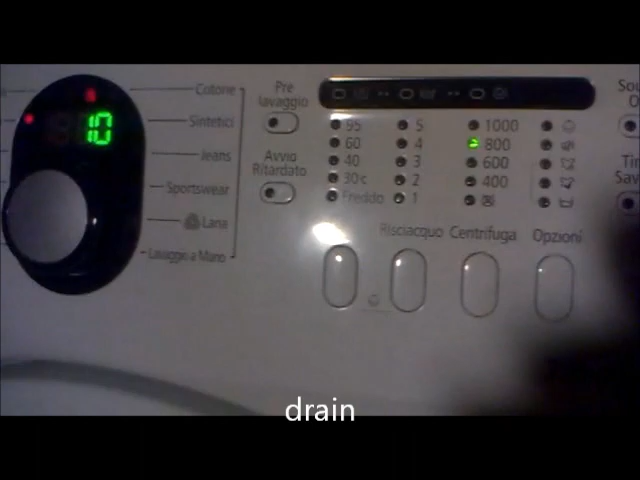 10
Cotone
Sintetici
Jeans
Sportswear
Lana
Lavaggio a Mano
Pre
lavaggio
Avvio
Ritardato
95
60
40
30c
Freddo
5
4
3
2
1
1000
800
600
400
Risciacquo
Centrifuga
Opzioni
drain